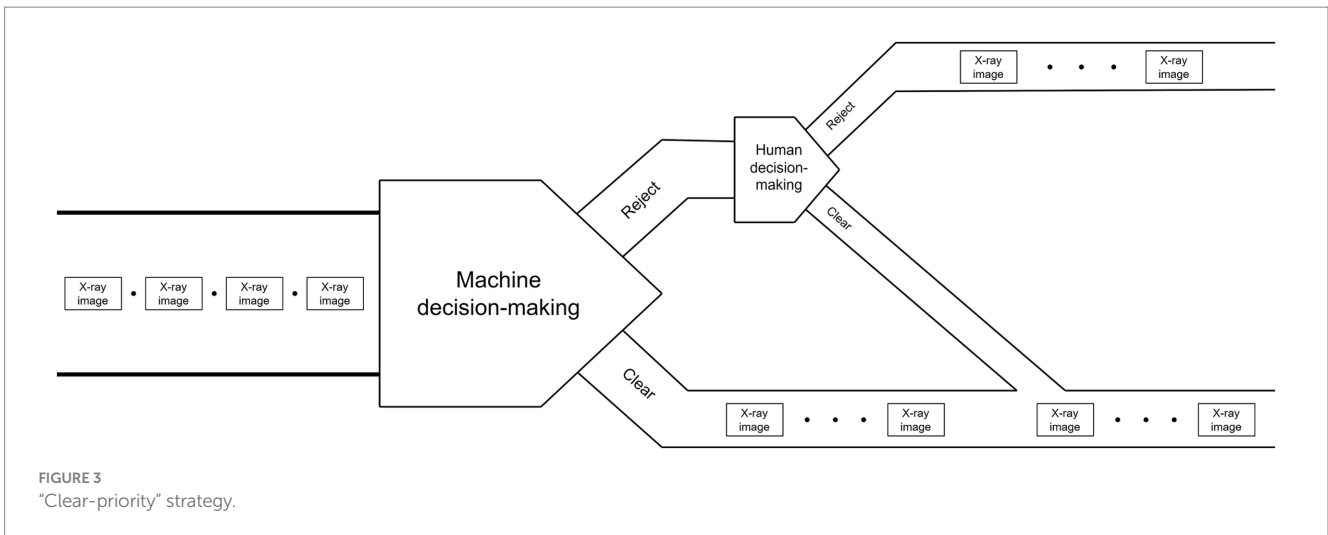 X-ray
image
X-ray
image
X-ray
image
X-ray
image
Machine
decision-making
Reject
Clear
Human
decision-
making
Reject
Clear
X-ray
image
X-ray
image
X-ray
image
X-ray
image
X-ray
image
X-ray
image
FIGURE 3
"Clear-priority" strategy.